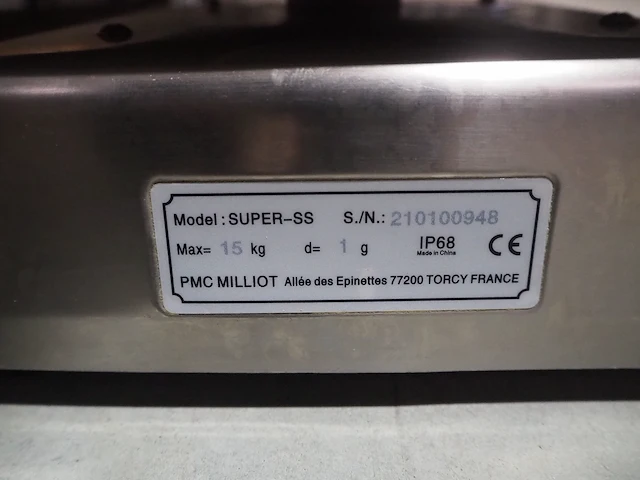 Model : SUPER-SS S./N.: 210100948
Max= 15 kg d= 1 g IP68 CE
Made in China
PMC MILLIOT Allée des Epinettes 77200 TORCY FRANCE